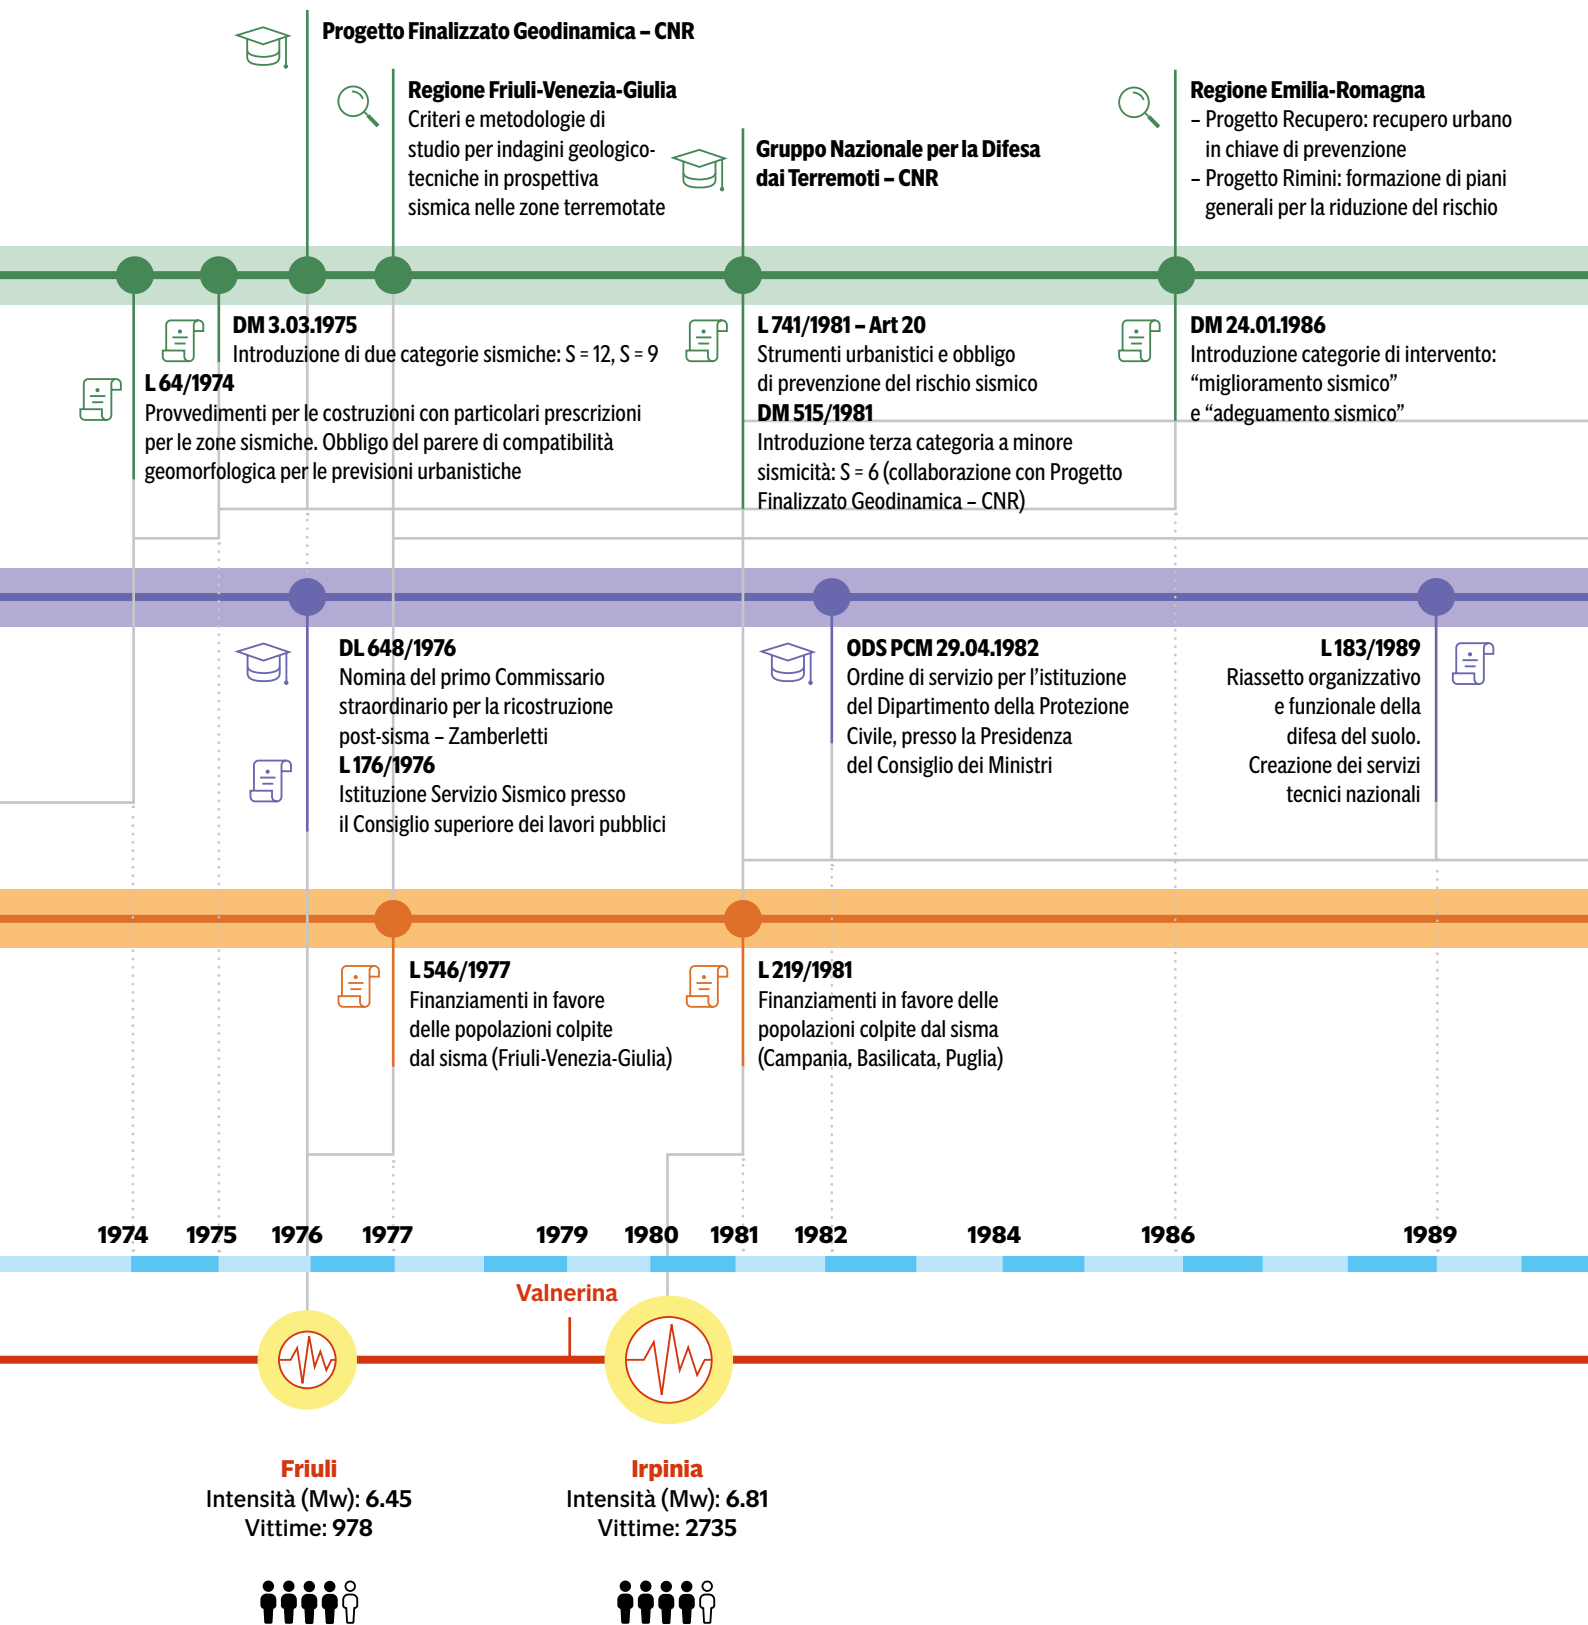 Progetto Finalizzato Geodinamica – CNR
Regione Friuli-Venezia-Giulia
Criteri e metodologie di
studio per indagini geologico-
tecniche in prospettiva
sismica nelle zone terremotate
Gruppo Nazionale per la Difesa
dai Terremoti – CNR
Regione Emilia-Romagna
– Progetto Recupero: recupero urbano
in chiave di prevenzione
– Progetto Rimini: formazione di piani
generali per la riduzione del rischio
DM 3.03.1975
Introduzione di due categorie sismiche: S = 12, S = 9
L 64/1974
Provvedimenti per le costruzioni con particolari prescrizioni
per le zone sismiche. Obbligo del parere di compatibilità
geomorfologica per le previsioni urbanistiche
L 741/1981 – Art 20
Strumenti urbanistici e obbligo
di prevenzione del rischio sismico
DM 515/1981
Introduzione terza categoria a minore
sismicità: S = 6 (collaborazione con Progetto
Finalizzato Geodinamica – CNR)
DM 24.01.1986
Introduzione categorie di intervento:
“miglioramento sismico”
e “adeguamento sismico”
DL 648/1976
Nomina del primo Commissario
straordinario per la ricostruzione
post-sisma – Zamberletti
L 176/1976
Istituzione Servizio Sismico presso
il Consiglio superiore dei lavori pubblici
ODS PCM 29.04.1982
Ordine di servizio per l’istituzione
del Dipartimento della Protezione
Civile, presso la Presidenza
del Consiglio dei Ministri
L 183/1989
Riassetto organizzativo
e funzionale della
difesa del suolo.
Creazione dei servizi
tecnici nazionali
L 546/1977
Finanziamenti in favore
delle popolazioni colpite
dal sisma (Friuli-Venezia-Giulia)
L 219/1981
Finanziamenti in favore delle
popolazioni colpite dal sisma
(Campania, Basilicata, Puglia)
1974 1975 1976 1977 1979 1980 1981 1982 1984 1986 1989
Valnerina
Friuli
Intensità (Mw): 6.45
Vittime: 978
Irpinia
Intensità (Mw): 6.81
Vittime: 2735